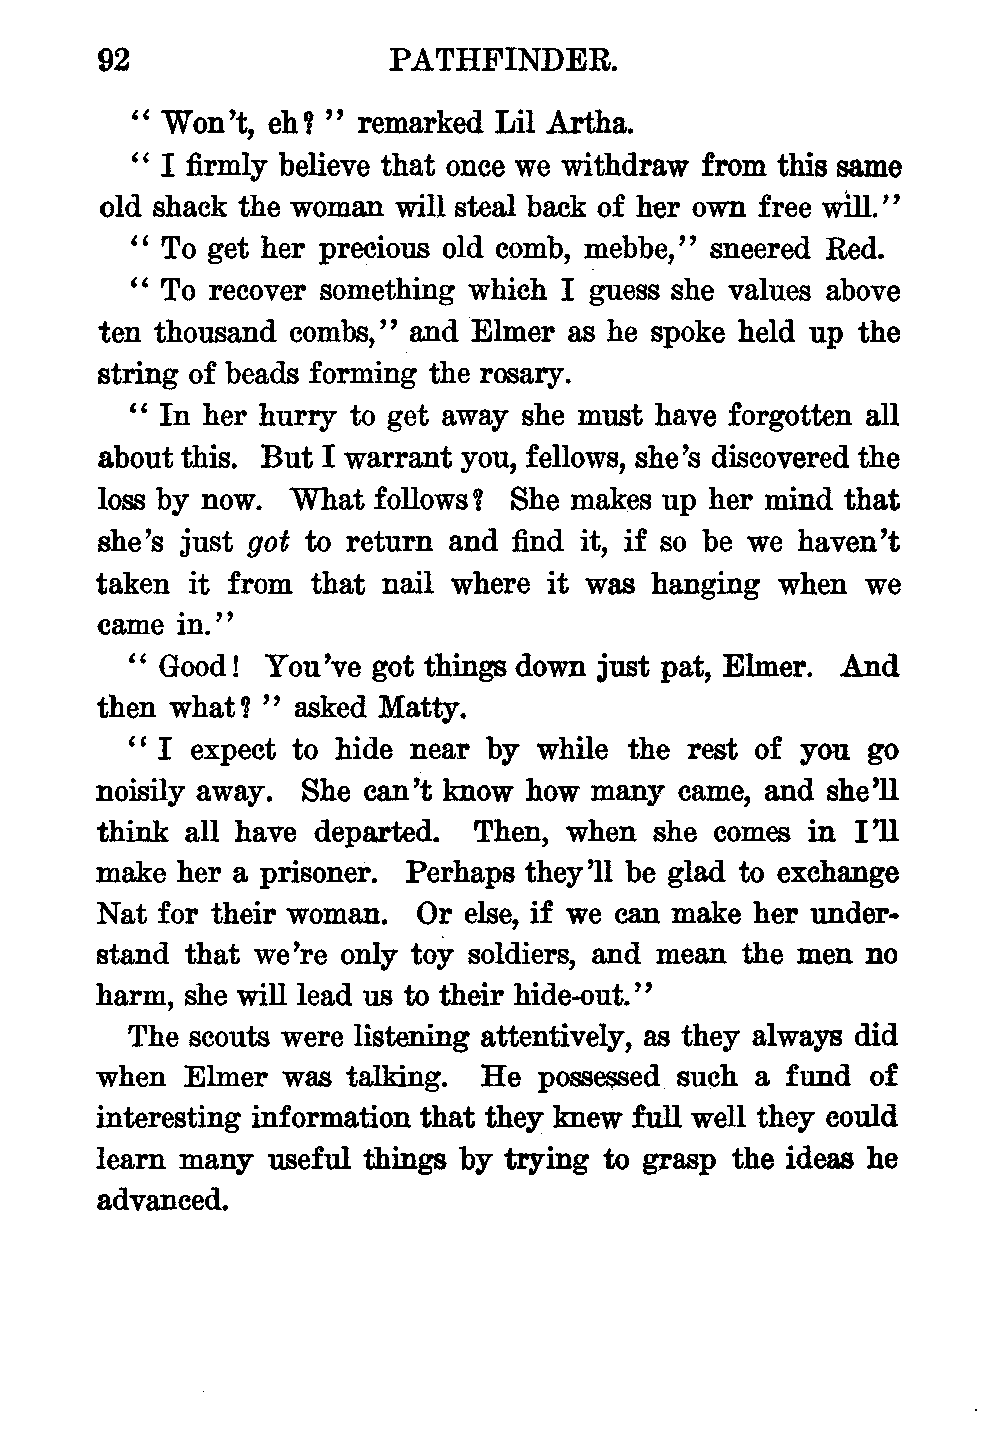 92 PATHFINDER.
“Won’t, eh?” remarked Lil Artha.
“I firmly believe that once we withdraw from this same
old shack the woman will steal back of her own free will.”
“To get her precious old comb, mebbe,” sneered Red.
“To recover something which I guess she values above
ten thousand combs,” and Elmer as he spoke held up the
string of beads forming the rosary.
“In her hurry to get away she must have forgotten all
about this. But I warrant you, fellows, she’s discovered the
loss by now. What follows? She makes up her mind that
she’s just got to return and find it, if so be we haven’t
taken it from that nail where it was hanging when we
came in.”
“Good! You’ve got things down just pat, Elmer. And
then what?” asked Matty.
“I expect to hide near by while the rest of you go
noisily away. She can’t know how many came, and she’ll
think all have departed. Then, when she comes in I’ll
make her a prisoner. Perhaps they’ll be glad to exchange
Nat for their woman. Or else, if we can make her under-
stand that we’re only toy soldiers, and mean the men no
harm, she will lead us to their hide-out.”
The scouts were listening attentively, as they always did
when Elmer was talking. He possessed such a fund of
interesting information that they knew full well they could
learn many useful things by trying to grasp the ideas he
advanced.